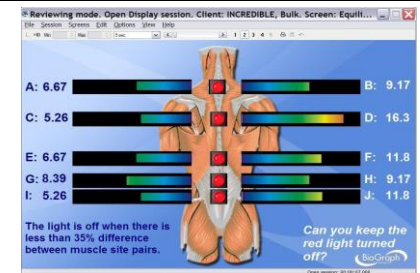 Reviewing mode. Open Display session. Client: INCREDIBLE, Bulk. Screen: Equili...
File Session Screens Edit Options View Help
5 sec 1 2 3 4 5
A: 6.67 B: 9.17
C: 5.26 D: 16.3
E: 6.67 F: 11.8
G: 8.39 H: 9.17
I: 5.26 J: 11.8
The light is off when there is
less than 35% difference
between muscle site pairs.
Can you keep the
red light turned
off?
BioGraph